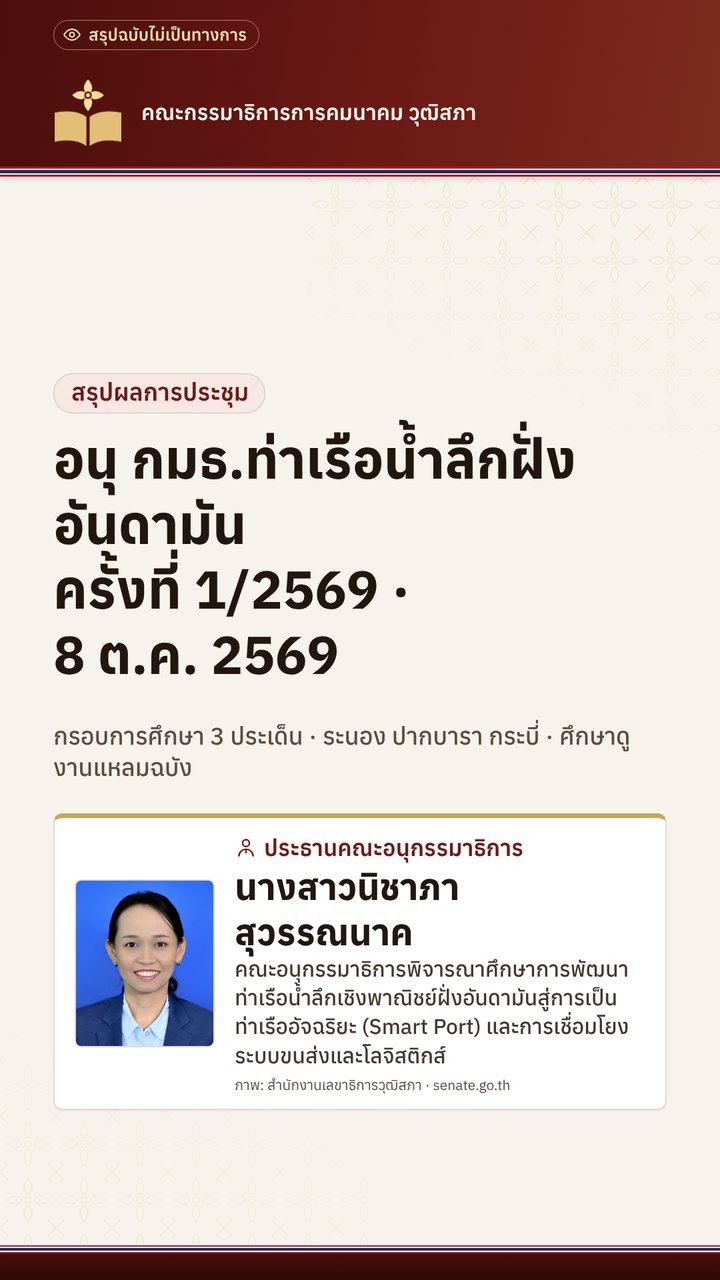 สรุปฉบับไม่เป็นทางการ
คณะกรรมาธิการการคมนาคม วุฒิสภา
สรุปผลการประชุม
อนุ กมธ.ท่าเรือน้ำลึกฝั่ง
อันดามัน
ครั้งที่ 1/2569 ·
8 ต.ค. 2569
กรอบการศึกษา 3 ประเด็น · ระนอง ปากบารา กระบี่ · ศึกษาดู
งานแหลมฉบัง
ประธานคณะอนุกรรมาธิการ
นางสาวนิชาภา
สุวรรณนาค
คณะอนุกรรมาธิการพิจารณาศึกษาการพัฒนา
ท่าเรือน้ำลึกเชิงพาณิชย์ฝั่งอันดามันสู่การเป็น
ท่าเรืออัจฉริยะ (Smart Port) และการเชื่อมโยง
ระบบขนส่งและโลจิสติกส์
ภาพ: สำนักงานเลขาธิการวุฒิสภา · senate.go.th